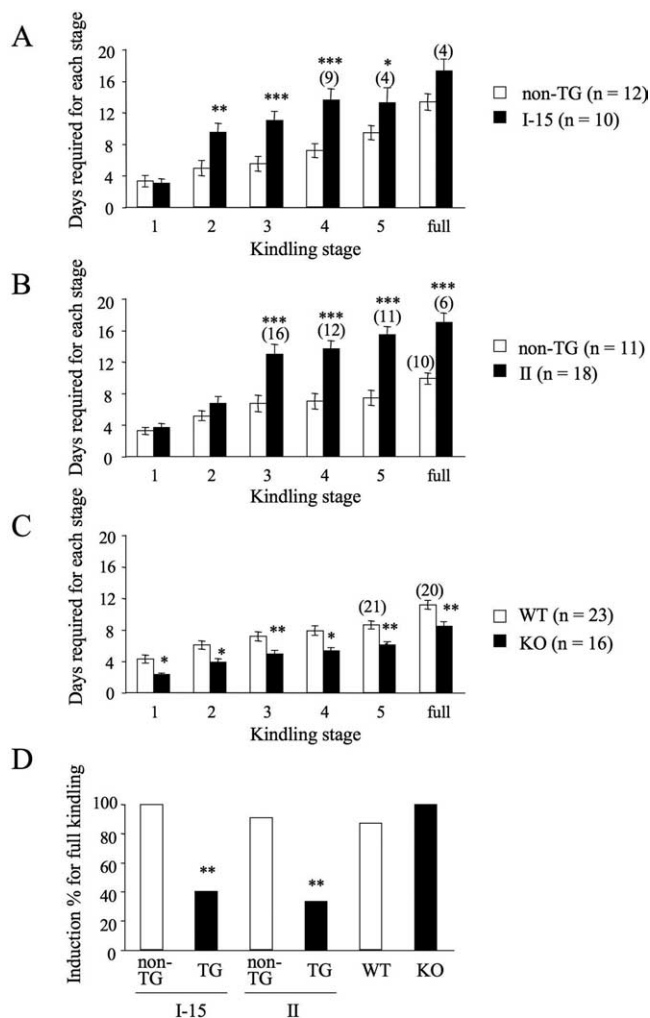 A
Days required for each stage
20
16
12
8
4
0
** *** *** *
(9) (4) (4)
1 2 3 4 5 full
Kindling stage
non-TG (n = 12)
I-15 (n = 10)
B
Days required for each stage
20
16
12
8
4
0
*** *** *** ***
(16) (12) (11) (10) (6)
1 2 3 4 5 full
Kindling stage
non-TG (n = 11)
II (n = 18)
C
Days required for each stage
20
16
12
8
4
0
(21) (20)
* * ** * ** **
1 2 3 4 5 full
Kindling stage
WT (n = 23)
KO (n = 16)
D
Induction % for full kindling
100
80
60
40
20
0
** **
non-TG TG non-TG TG WT KO
I-15 II